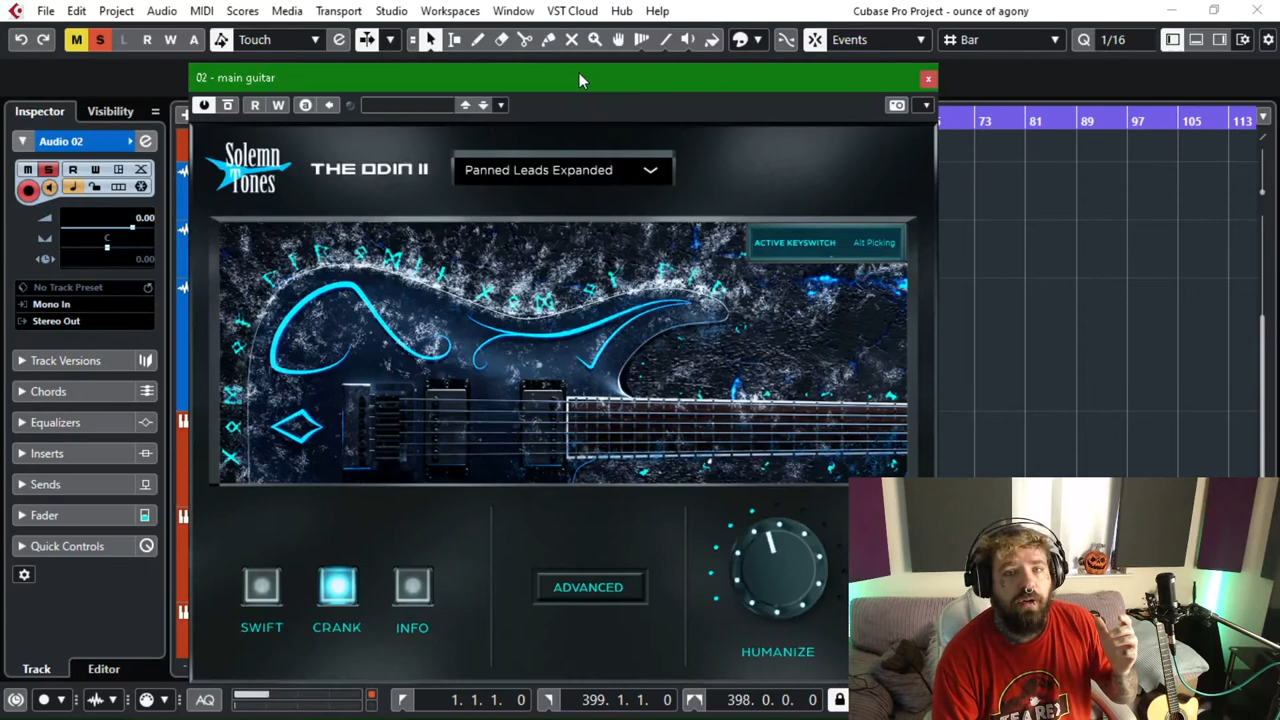 File Edit Project Audio MIDI Scores Media Transport Studio Workspaces Window VST Cloud Hub Help Cubase Pro Project - ounce of agony
M S L R W A Touch Events Bar Q 1/16
02 - main guitar
R W a
Inspector Visibility
Audio 02
M S R W
0.00
C
0.00
No Track Preset
Mono In
Stereo Out
Track Versions
Chords
Equalizers
Inserts
Sends
Fader
Quick Controls
Track Editor
73 81 89 97 105 113
Solemn
Tones
THE ODIN II
Panned Leads Expanded
ACTIVE KEYSWITCH Alt Picking
SWIFT CRANK INFO
ADVANCED
HUMANIZE
AQ 1. 1. 1. 0 399. 1. 1. 0 398. 0. 0. 0